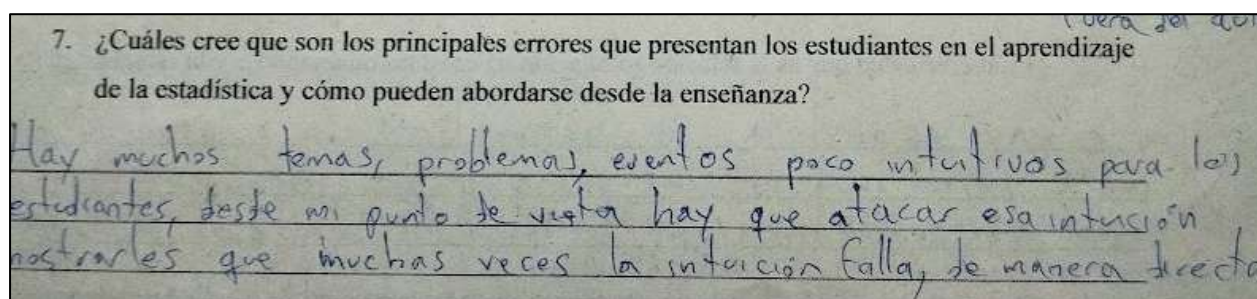 (fuera del au
7. ¿Cuáles cree que son los principales errores que presentan los estudiantes en el aprendizaje
de la estadística y cómo pueden abordarse desde la enseñanza?
Hay muchos temas, problemas, eventos poco intuitivos para los
estudiantes, desde mi punto de vista hay que atacar esa intuición
mostrarles que muchas veces la intuición falla, de manera directa